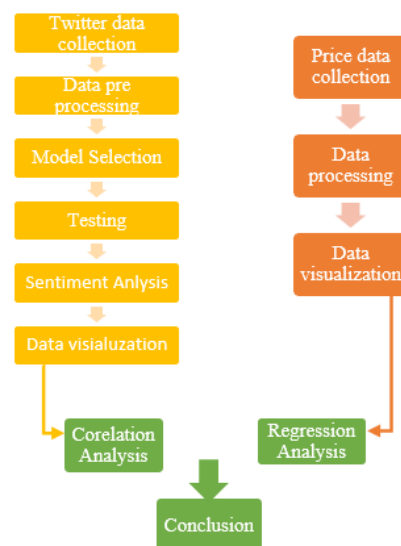 Twitter data
collection
Data pre
processing
Model Selection
Testing
Sentiment Anlysis
Data visialuzation
Price data
collection
Data
processing
Data
visualization
Corelation
Analysis
Regression
Analysis
Conclusion